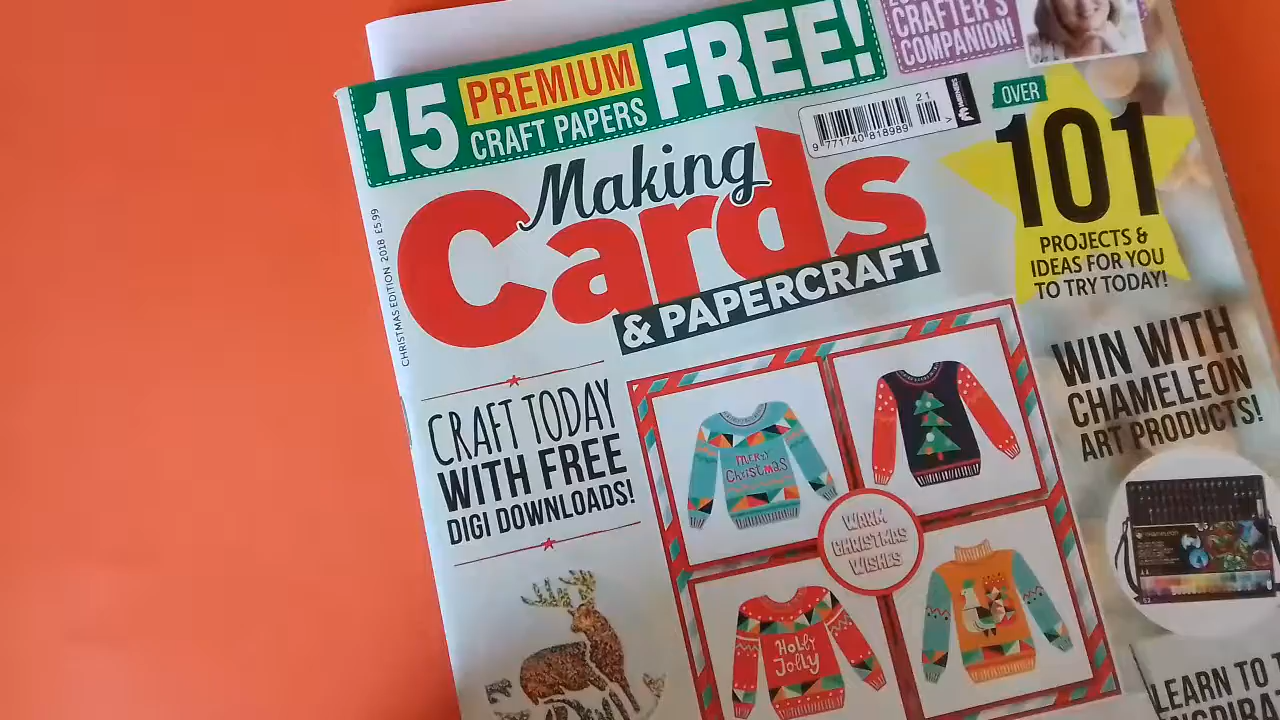 15 PREMIUM
CRAFT PAPERS
FREE!
CRAFTER'S
COMPANION!
21
9 771740 818989 >
WARNERS
OVER
101
PROJECTS &
IDEAS FOR YOU
TO TRY TODAY!
Making
Cards
& PAPERCRAFT
CHRISTMAS EDITION 2018 £5.99
WIN WITH
CHAMELEON
ART PRODUCTS!
CRAFT TODAY
WITH FREE
DIGI DOWNLOADS!
MERRY
CHRISTMAS
WARM
CHRISTMAS
WISHES
HOLLY
JOLLY
LEARN TO